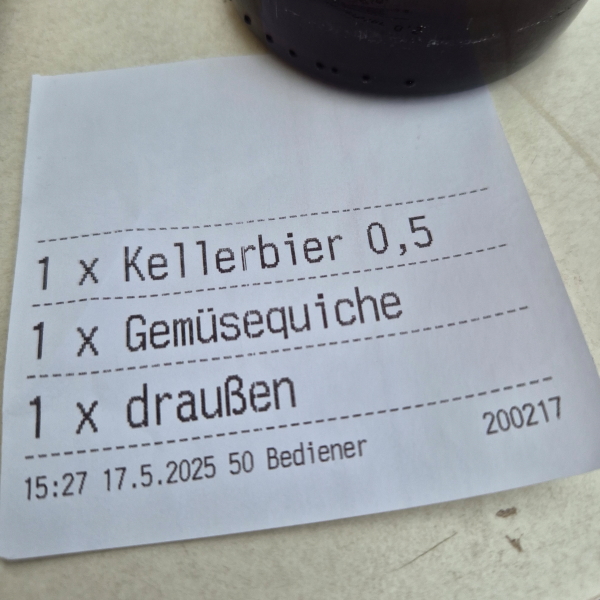 1 x Kellerbier 0,5
1 x Gemüsequiche
1 x draußen
15:27 17.5.2025 50 Bediener 200217